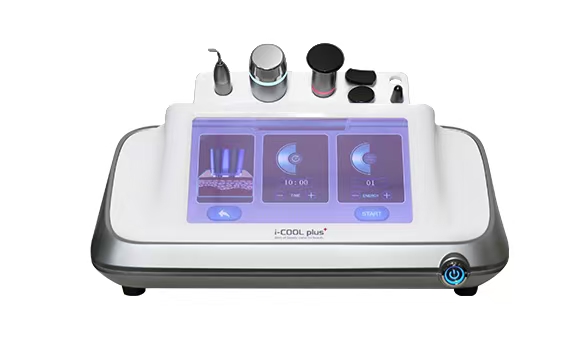 10 : 00
01
− TIME +
− ENERGY +
START
i-COOL plus+